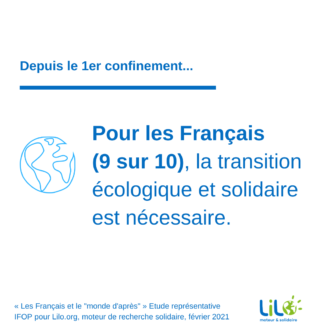 Depuis le 1er confinement...
Pour les Français
(9 sur 10), la transition
écologique et solidaire
est nécessaire.
« Les Français et le "monde d'après" » Etude représentative
IFOP pour Lilo.org, moteur de recherche solidaire, février 2021
LiLO
moteur & solidaire